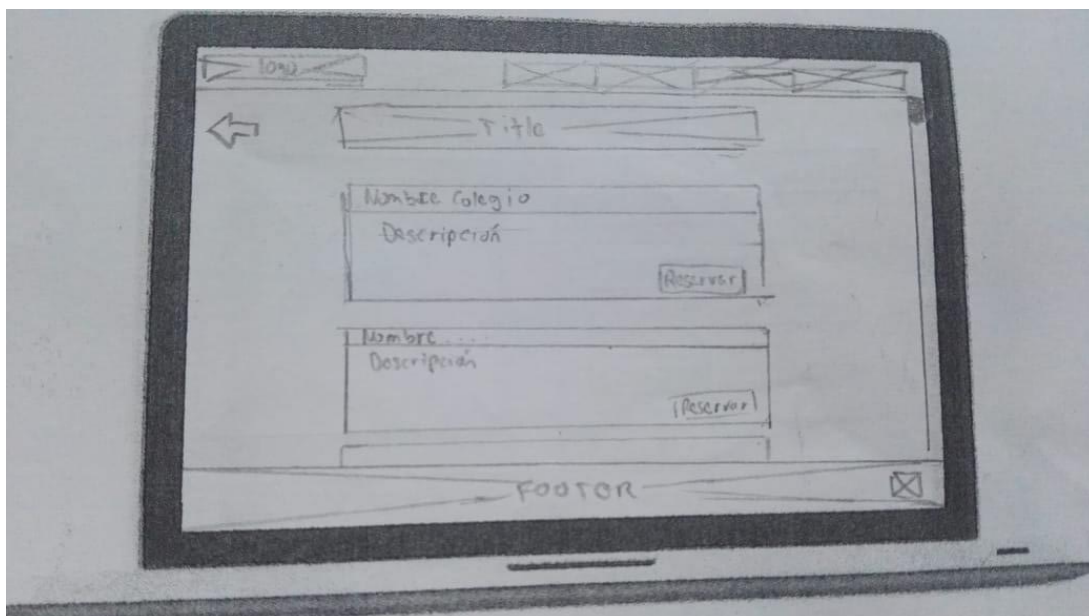 logo
Title
Nombre Colegio
Descripción
Reservar
Nombre....
Descripción
Reservar
FOOTER